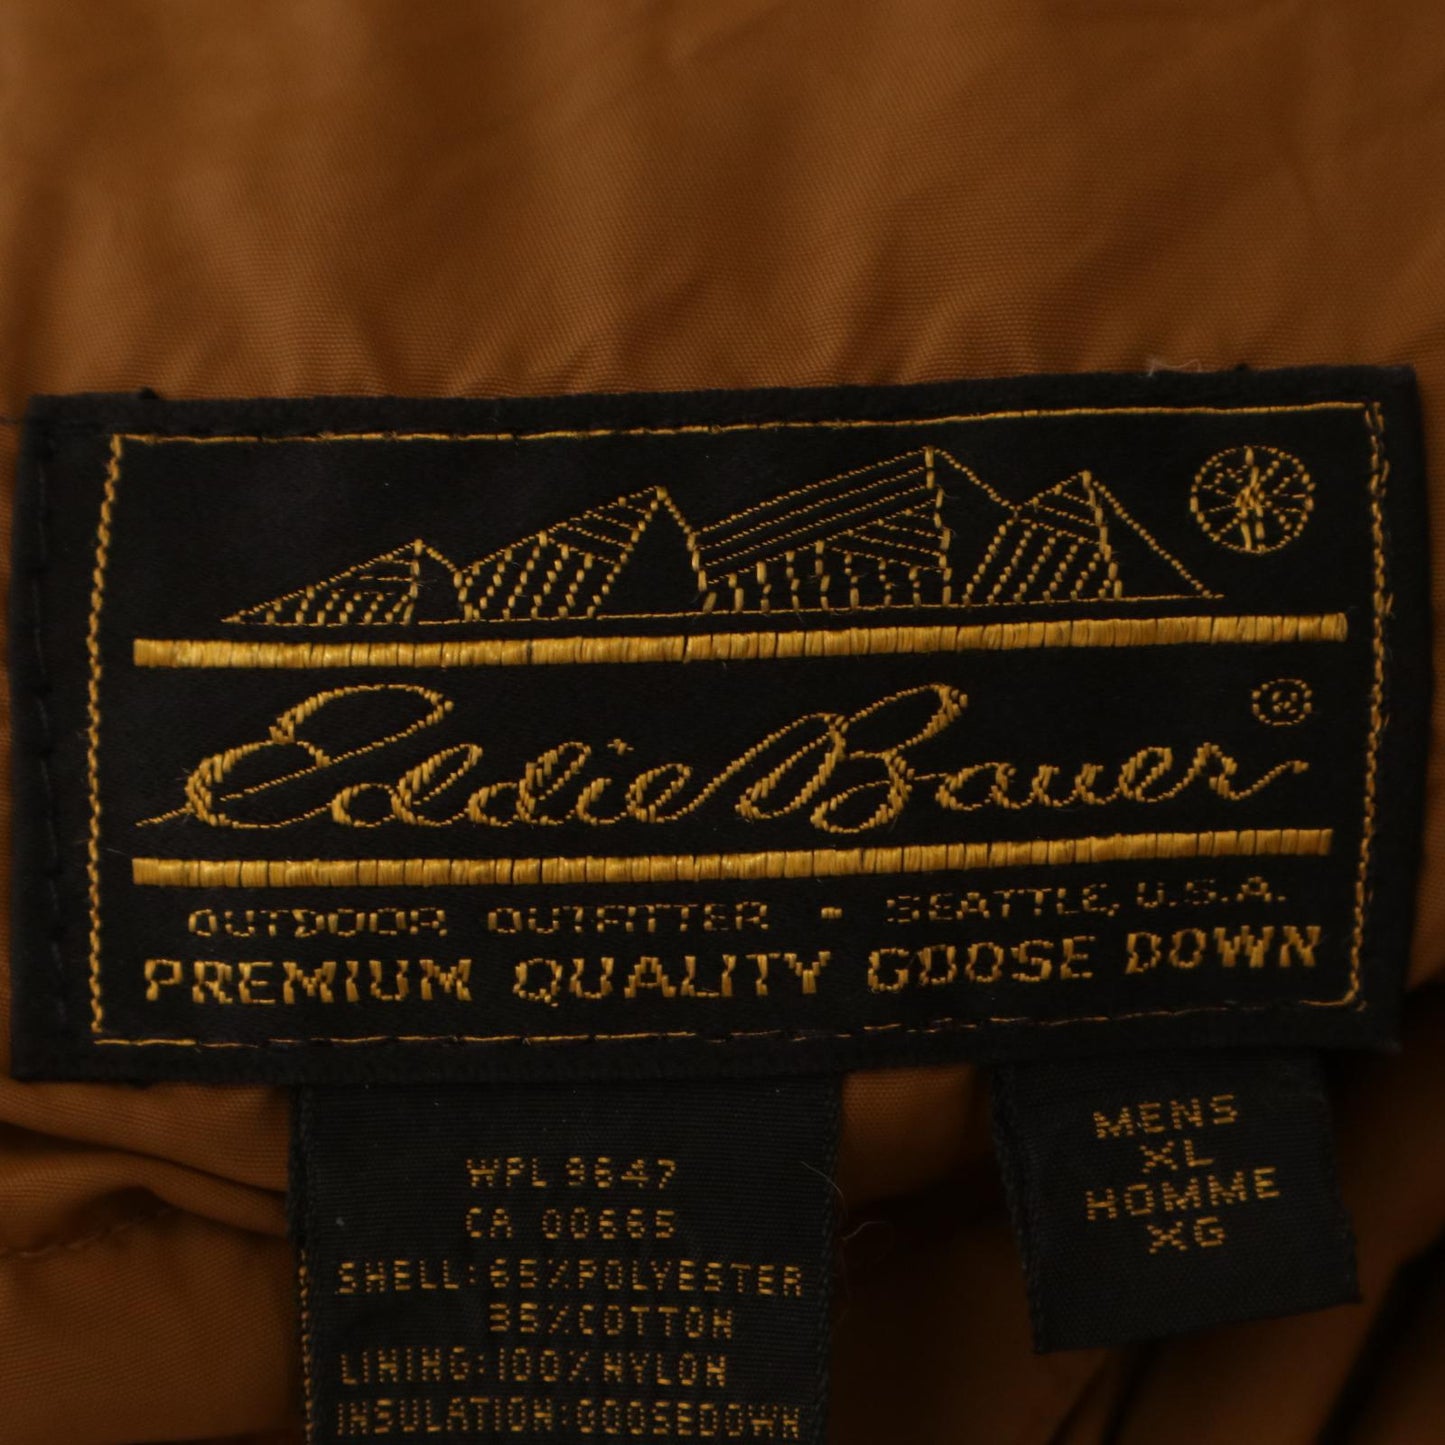 Eddie Bauer ®
OUTDOOR OUTFITTER - SEATTLE, U.S.A.
PREMIUM QUALITY GOOSE DOWN
MENS
XL
HOMME
XG
WPL 9647
CA 00665
SHELL:65%POLYESTER
35%COTTON
LINING:100%NYLON
INSULATION:GOOSEDOWN